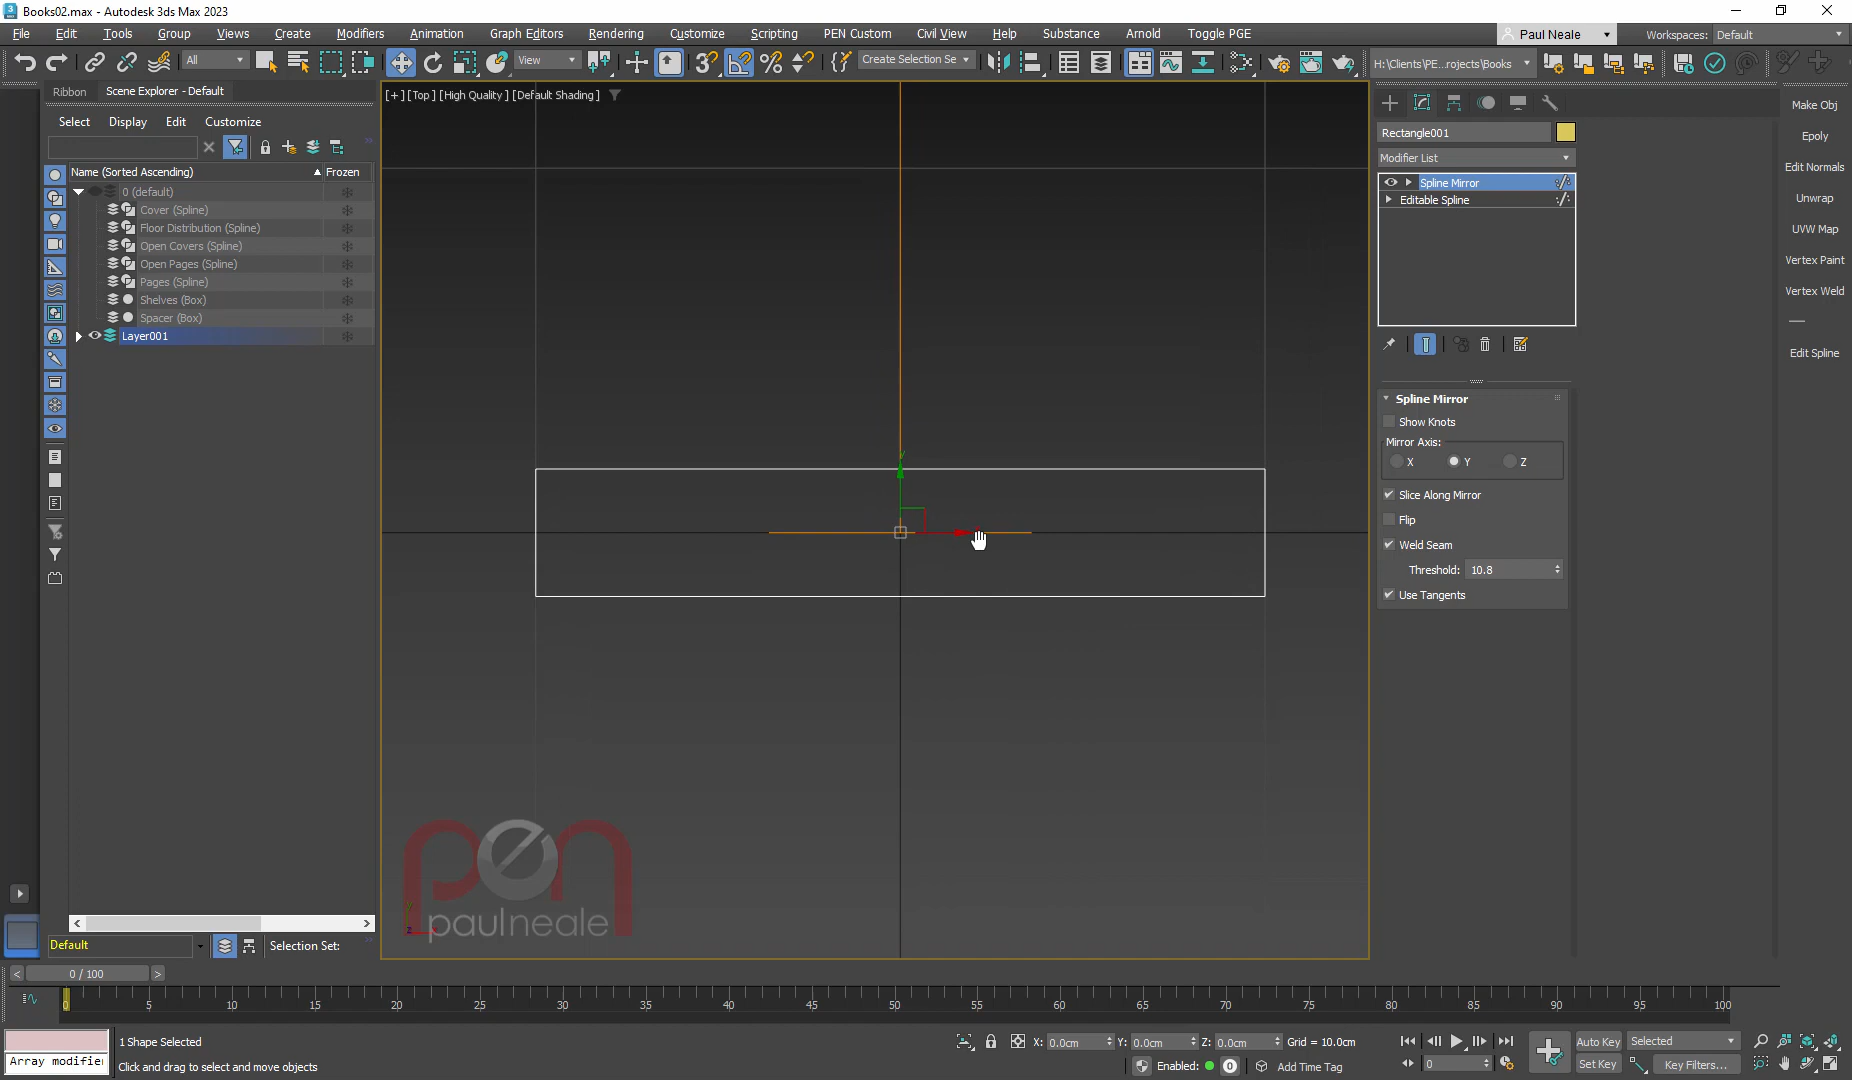 Books02.max - Autodesk 3ds Max 2023
File Edit Tools Group Views Create Modifiers Animation Graph Editors Rendering Customize Scripting PEN Custom Civil View Help Substance Arnold Toggle PGE Paul Neale Workspaces: Default
All View Create Selection Se H:\Clients\PE...rojects\Books
Ribbon Scene Explorer - Default
[+] [Top] [High Quality] [Default Shading]
Select Display Edit Customize
Name (Sorted Ascending) Frozen
0 (default)
Cover (Spline)
Floor Distribution (Spline)
Open Covers (Spline)
Open Pages (Spline)
Pages (Spline)
Shelves (Box)
Spacer (Box)
Layer001
Rectangle001
Modifier List
Spline Mirror
Editable Spline
Make Obj
Epoly
Edit Normals
Unwrap
UVW Map
Vertex Paint
Vertex Weld
Edit Spline
Spline Mirror
Show Knots
Mirror Axis:
X Y Z
Slice Along Mirror
Flip
Weld Seam
Threshold: 10.8
Use Tangents
pen
paulneale
Default Selection Set:
0 / 100
0 5 10 15 20 25 30 35 40 45 50 55 60 65 70 75 80 85 90 95 100
1 Shape Selected X: 0.0cm Y: 0.0cm Z: 0.0cm Grid = 10.0cm Auto Key Selected
Array modifier Click and drag to select and move objects Enabled: 0 Add Time Tag 0 Set Key Key Filters...